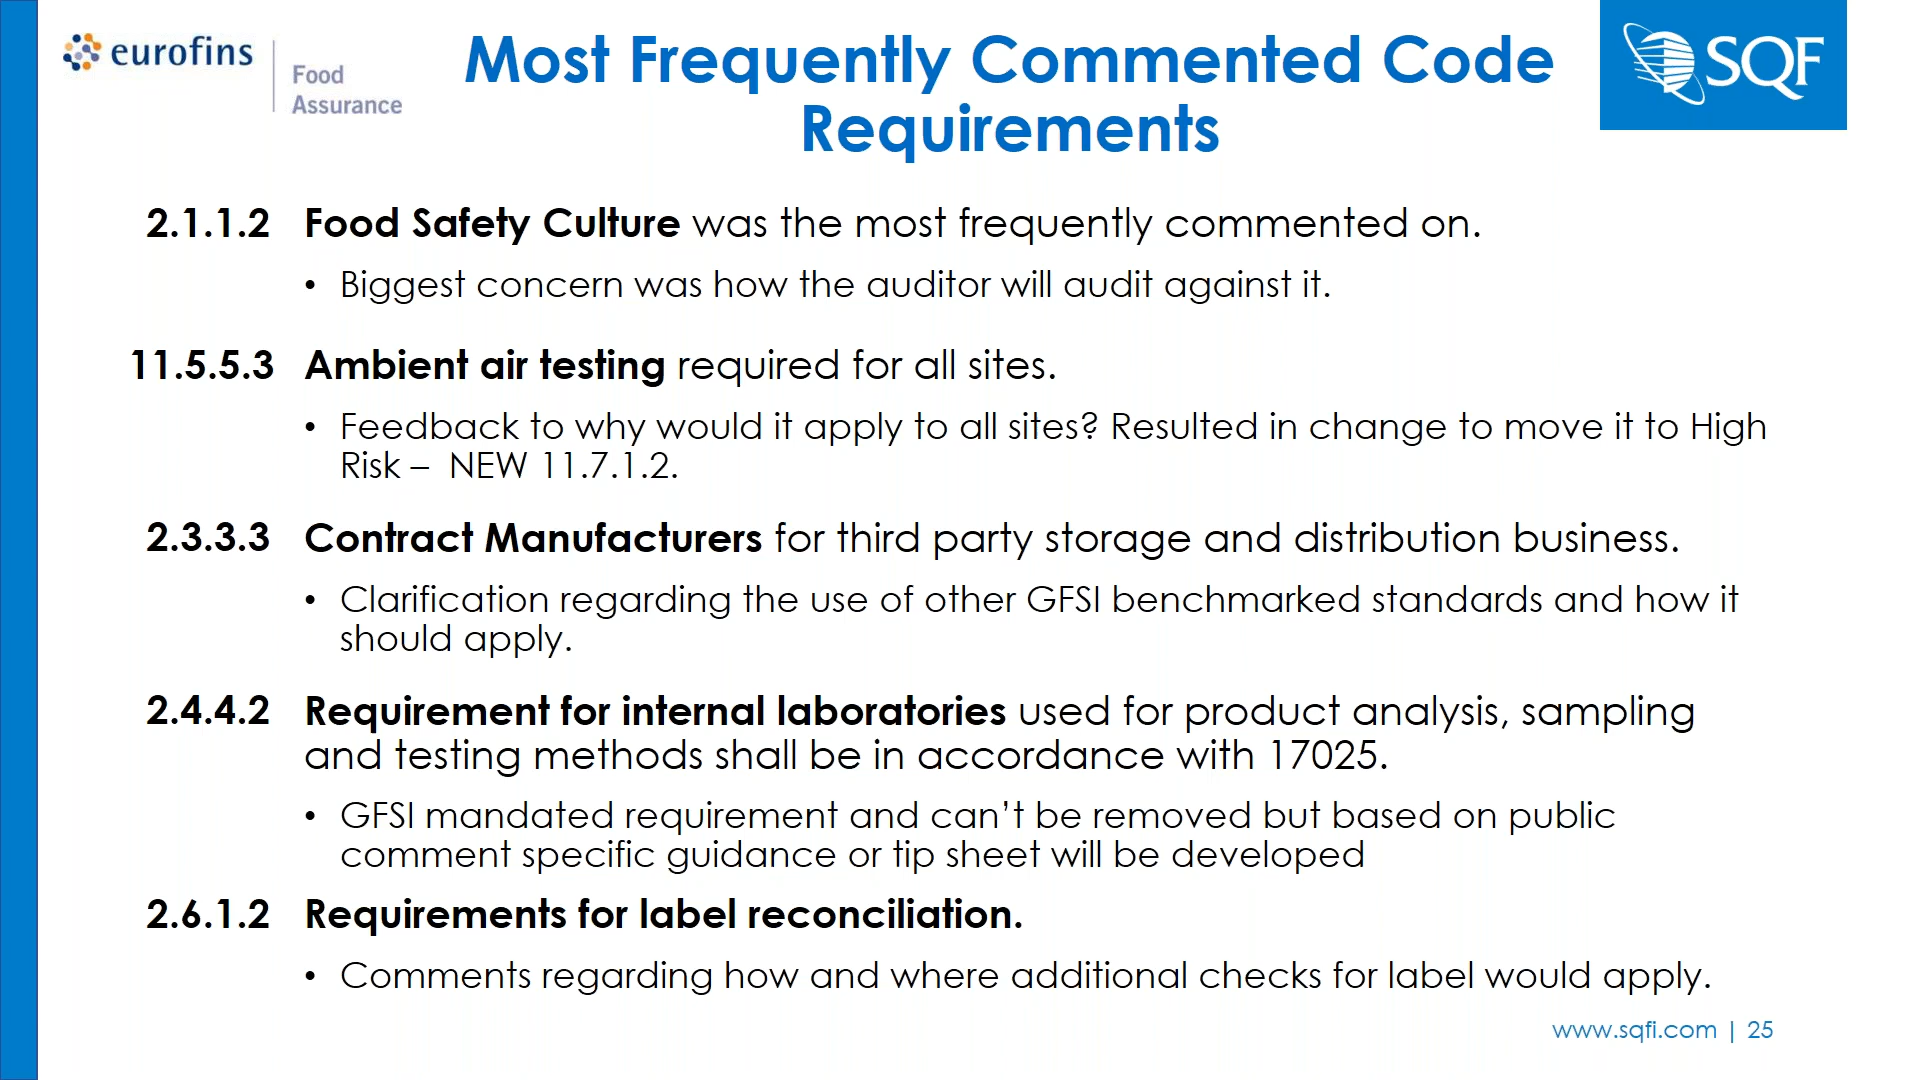 eurofins
Food
Assurance
Most Frequently Commented Code
Requirements
SQF
2.1.1.2 Food Safety Culture was the most frequently commented on.
• Biggest concern was how the auditor will audit against it.
11.5.5.3 Ambient air testing required for all sites.
• Feedback to why would it apply to all sites? Resulted in change to move it to High
Risk – NEW 11.7.1.2.
2.3.3.3 Contract Manufacturers for third party storage and distribution business.
• Clarification regarding the use of other GFSI benchmarked standards and how it
should apply.
2.4.4.2 Requirement for internal laboratories used for product analysis, sampling
and testing methods shall be in accordance with 17025.
• GFSI mandated requirement and can’t be removed but based on public
comment specific guidance or tip sheet will be developed
2.6.1.2 Requirements for label reconciliation.
• Comments regarding how and where additional checks for label would apply.
www.sqfi.com | 25